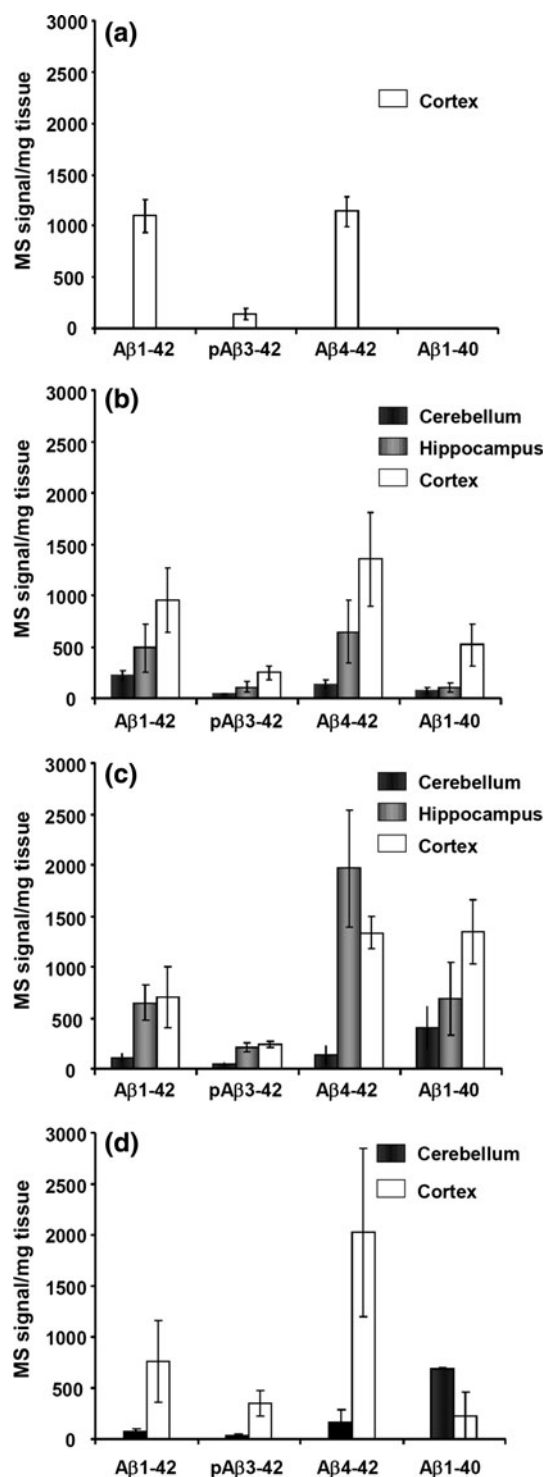 (a)
3000
Cortex
2500
2000
1500
1000
500
0
MS signal/mg tissue
Aβ1-42 pAβ3-42 Aβ4-42 Aβ1-40
(b)
3000
Cerebellum
2500
Hippocampus
Cortex
2000
1500
1000
500
0
MS signal/mg tissue
Aβ1-42 pAβ3-42 Aβ4-42 Aβ1-40
(c)
3000
Cerebellum
2500
Hippocampus
Cortex
2000
1500
1000
500
0
MS signal/mg tissue
Aβ1-42 pAβ3-42 Aβ4-42 Aβ1-40
(d)
3000
Cerebellum
2500
Cortex
2000
1500
1000
500
0
MS signal/mg tissue
Aβ1-42 pAβ3-42 Aβ4-42 Aβ1-40